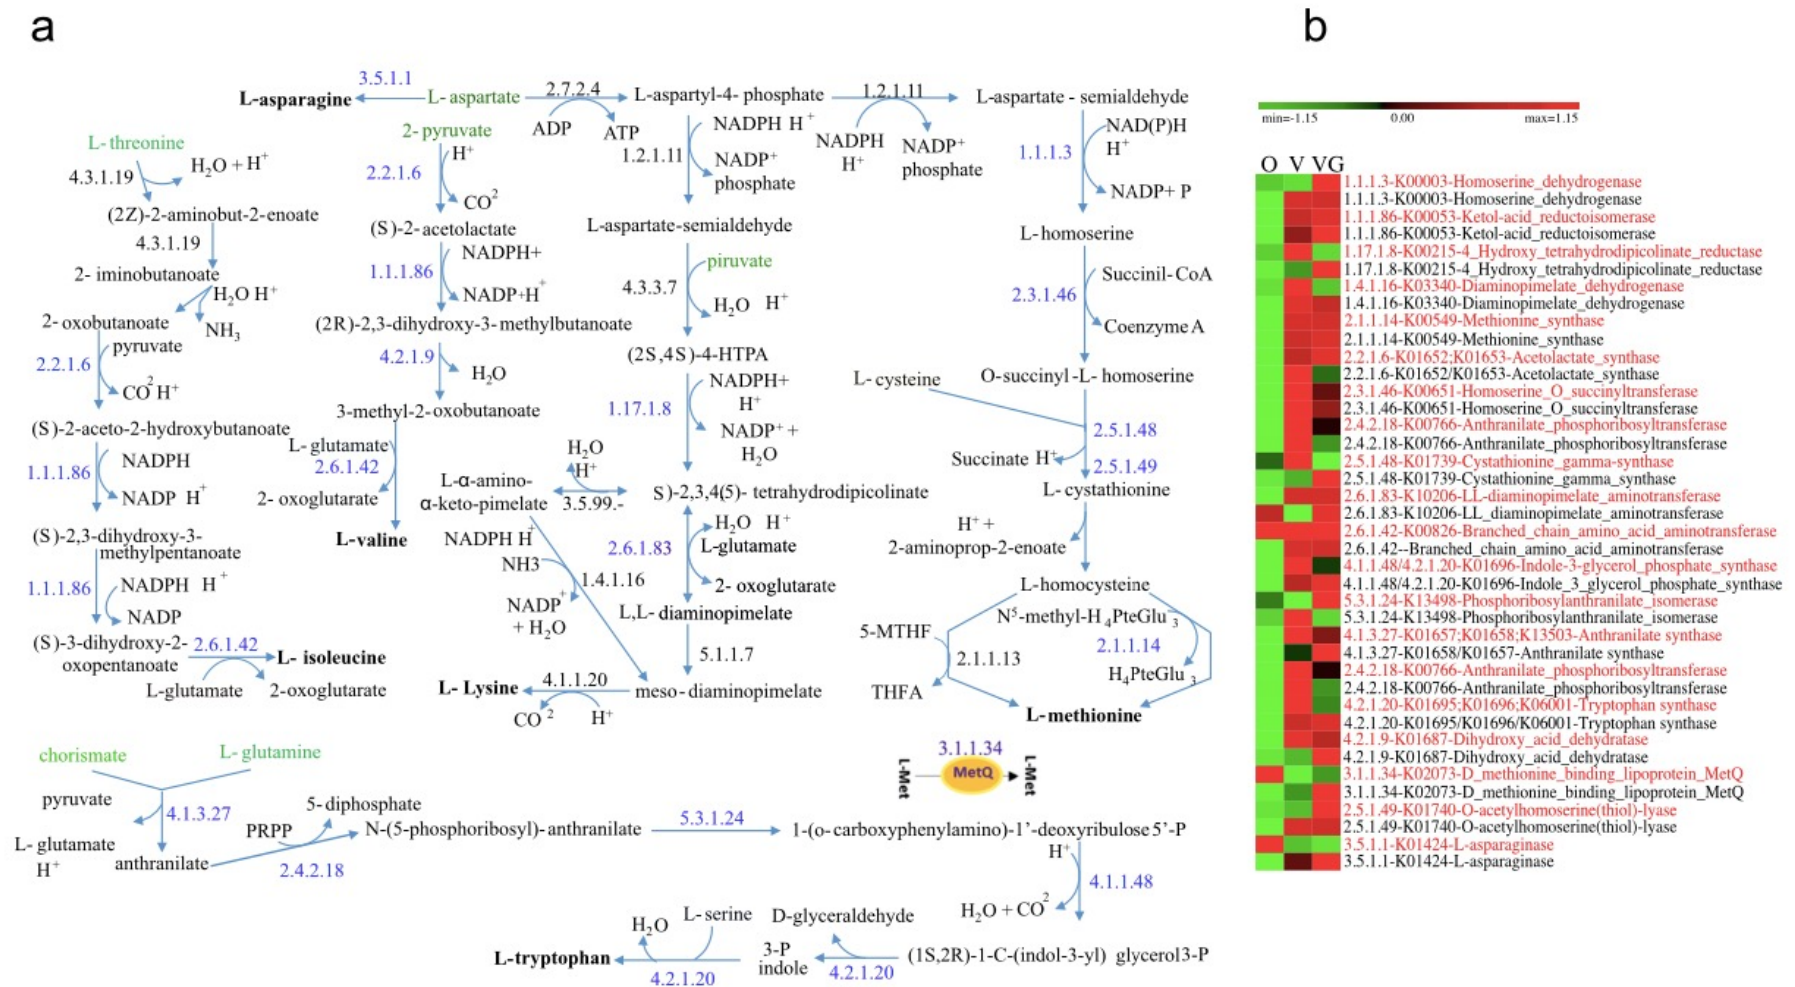 a
b
3.5.1.1
L-asparagine
L- aspartate
2.7.2.4
ADP
ATP
L-aspartyl-4- phosphate
1.2.1.11
NADPH
H+
NADP+
phosphate
L-aspartate - semialdehyde
L- threonine
4.3.1.19
H2O + H+
(2Z)-2-aminobut-2-enoate
4.3.1.19
2- iminobutanoate
H2O H+
NH3
2- oxobutanoate
pyruvate
2.2.1.6
CO2 H+
(S)-2-aceto-2-hydroxybutanoate
1.1.1.86
NADPH
NADP H+
(S)-2,3-dihydroxy-3-
methylpentanoate
1.1.1.86
NADPH H+
NADP
(S)-3-dihydroxy-2-
oxopentanoate
2.6.1.42
L- isoleucine
L-glutamate
2-oxoglutarate
2- pyruvate
2.2.1.6
H+
CO2
(S)-2- acetolactate
1.1.1.86
NADPH+
NADP+H+
(2R)-2,3-dihydroxy-3- methylbutanoate
4.2.1.9
H2O
3-methyl-2-oxobutanoate
L- glutamate
2.6.1.42
2- oxoglutarate
L-valine
1.2.1.11
NADPH H+
NADP+
phosphate
L-aspartate-semialdehyde
piruvate
4.3.3.7
H2O H+
(2S,4S)-4-HTPA
1.17.1.8
NADPH+
H+
NADP+ +
H2O
H2O
H+
L-α-amino-
α-keto-pimelate
3.5.99.-
S)-2,3,4(5)- tetrahydrodipicolinate
NADPH H+
NH3
1.4.1.16
NADP+
+ H2O
2.6.1.83
H2O H+
L-glutamate
2- oxoglutarate
L,L- diaminopimelate
5.1.1.7
L- Lysine
4.1.1.20
meso-diaminopimelate
CO2
H+
1.1.1.3
NAD(P)H
H+
NADP+ P
L-homoserine
2.3.1.46
Succinil-CoA
Coenzyme A
L- cysteine
O-succinyl-L- homoserine
2.5.1.48
Succinate H+
2.5.1.49
L- cystathionine
H+ +
2-aminoprop-2-enoate
L-homocysteine
5-MTHF
2.1.1.13
THFA
N5-methyl-H4PteGlu3
2.1.1.14
H4PteGlu3
L-methionine
3.1.1.34
L-Met
MetQ
L-Met
chorismate
L- glutamine
pyruvate
4.1.3.27
L- glutamate
H+
anthranilate
PRPP
5- diphosphate
2.4.2.18
N-(5-phosphoribosyl)- anthranilate
5.3.1.24
1-(o- carboxyphenylamino)-1’-deoxyribulose 5’-P
H+
4.1.1.48
H2O + CO2
(1S,2R)-1-C-(indol-3-yl) glycerol3-P
D-glyceraldehyde
4.2.1.20
3-P
indole
L- serine
H2O
4.2.1.20
L-tryptophan
min=-1.15
0.00
max=1.15
O V VG
1.1.1.3-K00003-Homoserine_dehydrogenase
1.1.1.3-K00003-Homoserine_dehydrogenase
1.1.1.86-K00053-Ketol-acid_reductoisomerase
1.1.1.86-K00053-Ketol-acid_reductoisomerase
1.17.1.8-K00215-4_Hydroxy_tetrahydrodipicolinate_reductase
1.17.1.8-K00215-4_Hydroxy_tetrahydrodipicolinate_reductase
1.4.1.16-K03340-Diaminopimelate_dehydrogenase
1.4.1.16-K03340-Diaminopimelate_dehydrogenase
2.1.1.14-K00549-Methionine_synthase
2.1.1.14-K00549-Methionine_synthase
2.2.1.6-K01652;K01653-Acetolactate_synthase
2.2.1.6-K01652/K01653-Acetolactate_synthase
2.3.1.46-K00651-Homoserine_O_succinyltransferase
2.3.1.46-K00651-Homoserine_O_succinyltransferase
2.4.2.18-K00766-Anthranilate_phosphoribosyltransferase
2.4.2.18-K00766-Anthranilate_phosphoribosyltransferase
2.5.1.48-K01739-Cystathionine_gamma-synthase
2.5.1.48-K01739-Cystathionine_gamma_synthase
2.6.1.83-K10206-LL-diaminopimelate_aminotransferase
2.6.1.83-K10206-LL_diaminopimelate_aminotransferase
2.6.1.42-K00826-Branched_chain_amino_acid_aminotransferase
2.6.1.42--Branched_chain_amino_acid_aminotransferase
4.1.1.48/4.2.1.20-K01696-Indole-3-glycerol_phosphate_synthase
4.1.1.48/4.2.1.20-K01696-Indole_3_glycerol_phosphate_synthase
5.3.1.24-K13498-Phosphoribosylanthranilate_isomerase
5.3.1.24-K13498-Phosphoribosylanthranilate_isomerase
4.1.3.27-K01657;K01658;K13503-Anthranilate synthase
4.1.3.27-K01658/K01657-Anthranilate synthase
2.4.2.18-K00766-Anthranilate_phosphoribosyltransferase
2.4.2.18-K00766-Anthranilate_phosphoribosyltransferase
4.2.1.20-K01695;K01696;K06001-Tryptophan synthase
4.2.1.20-K01695/K01696/K06001-Tryptophan synthase
4.2.1.9-K01687-Dihydroxy_acid_dehydratase
4.2.1.9-K01687-Dihydroxy_acid_dehydratase
3.1.1.34-K02073-D_methionine_binding_lipoprotein_MetQ
3.1.1.34-K02073-D_methionine_binding_lipoprotein_MetQ
2.5.1.49-K01740-O-acetylhomoserine(thiol)-lyase
2.5.1.49-K01740-O-acetylhomoserine(thiol)-lyase
3.5.1.1-K01424-L-asparaginase
3.5.1.1-K01424-L-asparaginase